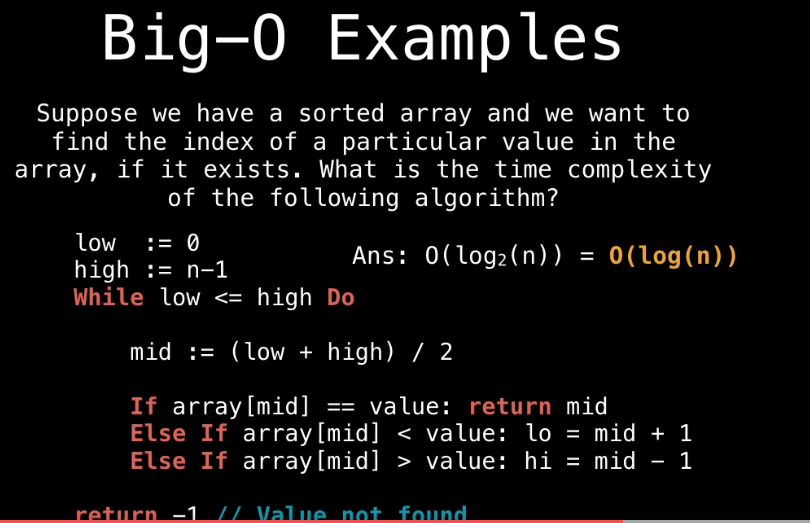 Big-O Examples
Suppose we have a sorted array and we want to
find the index of a particular value in the
array, if it exists. What is the time complexity
of the following algorithm?
low := 0
high := n-1
Ans: O(log₂(n)) = O(log(n))
While low <= high Do
mid := (low + high) / 2
If array[mid] == value: return mid
Else If array[mid] < value: lo = mid + 1
Else If array[mid] > value: hi = mid - 1
return -1 // Value not found